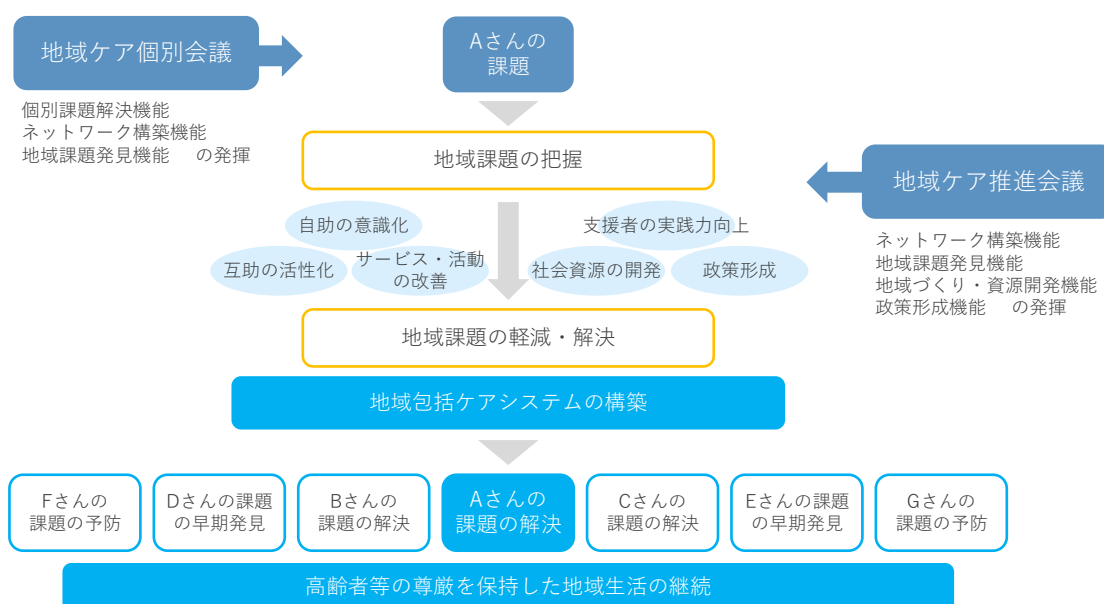 地域ケア個別会議
個別課題解決機能
ネットワーク構築機能
地域課題発見機能　の発揮
Aさんの
課題
地域課題の把握
地域ケア推進会議
ネットワーク構築機能
地域課題発見機能
地域づくり・資源開発機能
政策形成機能　の発揮
自助の意識化
支援者の実践力向上
互助の活性化
サービス・活動
の改善
社会資源の開発
政策形成
地域課題の軽減・解決
地域包括ケアシステムの構築
Fさんの
課題の予防
Dさんの課題
の早期発見
Bさんの
課題の解決
Aさんの
課題の解決
Cさんの
課題の解決
Eさんの課題
の早期発見
Gさんの
課題の予防
高齢者等の尊厳を保持した地域生活の継続